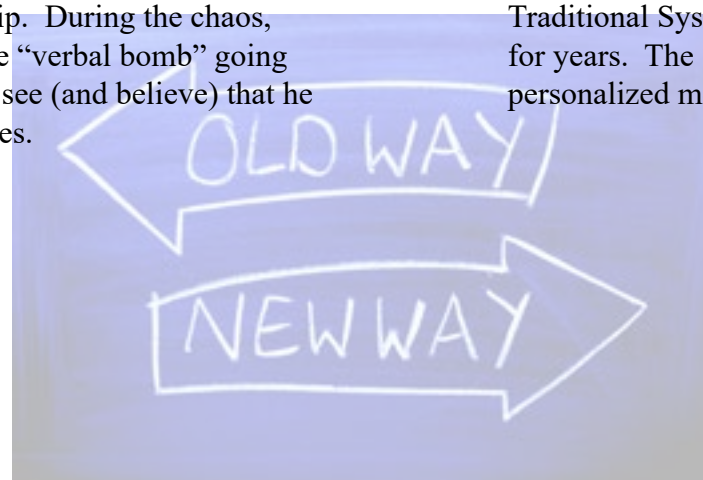 ip. During the chaos,
e “verbal bomb” going
see (and believe) that he
es.
Traditional Sys
for years. The
personalized m
OLD WAY
NEW WAY